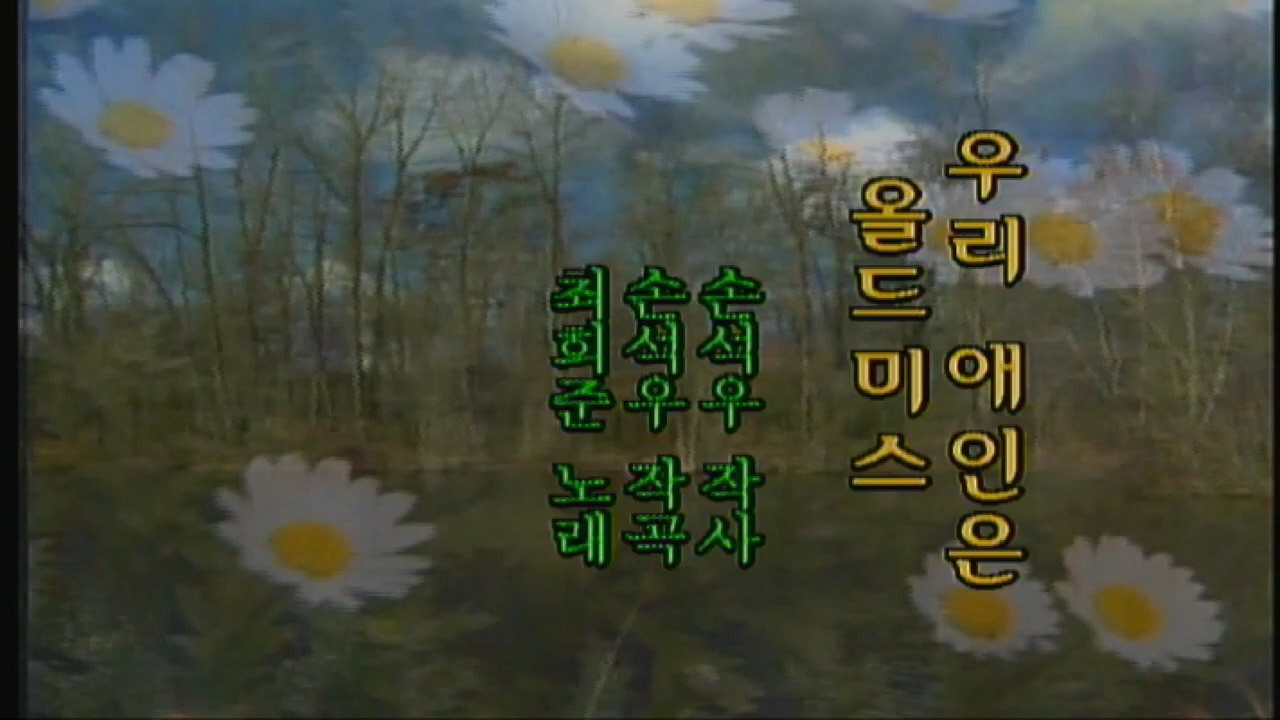 우리 애인은
올드 미스
손석우 작사
손석우 작곡
최희준 노래